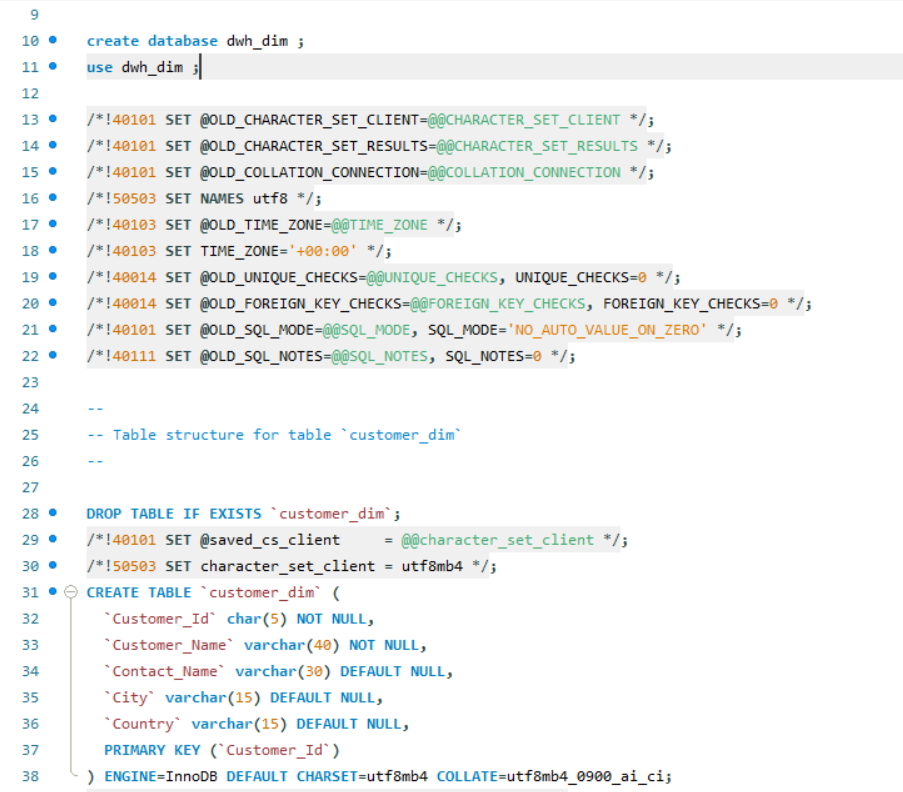 9
10 create database dwh_dim ;
11 use dwh_dim ;
12
13 /*!40101 SET @OLD_CHARACTER_SET_CLIENT=@@CHARACTER_SET_CLIENT */;
14 /*!40101 SET @OLD_CHARACTER_SET_RESULTS=@@CHARACTER_SET_RESULTS */;
15 /*!40101 SET @OLD_COLLATION_CONNECTION=@@COLLATION_CONNECTION */;
16 /*!50503 SET NAMES utf8 */;
17 /*!40103 SET @OLD_TIME_ZONE=@@TIME_ZONE */;
18 /*!40103 SET TIME_ZONE='+00:00' */;
19 /*!40014 SET @OLD_UNIQUE_CHECKS=@@UNIQUE_CHECKS, UNIQUE_CHECKS=0 */;
20 /*!40014 SET @OLD_FOREIGN_KEY_CHECKS=@@FOREIGN_KEY_CHECKS, FOREIGN_KEY_CHECKS=0 */;
21 /*!40101 SET @OLD_SQL_MODE=@@SQL_MODE, SQL_MODE='NO_AUTO_VALUE_ON_ZERO' */;
22 /*!40111 SET @OLD_SQL_NOTES=@@SQL_NOTES, SQL_NOTES=0 */;
23
24 --
25 -- Table structure for table `customer_dim`
26 --
27
28 DROP TABLE IF EXISTS `customer_dim`;
29 /*!40101 SET @saved_cs_client     = @@character_set_client */;
30 /*!50503 SET character_set_client = utf8mb4 */;
31 CREATE TABLE `customer_dim` (
32 `Customer_Id` char(5) NOT NULL,
33 `Customer_Name` varchar(40) NOT NULL,
34 `Contact_Name` varchar(30) DEFAULT NULL,
35 `City` varchar(15) DEFAULT NULL,
36 `Country` varchar(15) DEFAULT NULL,
37 PRIMARY KEY (`Customer_Id`)
38 ) ENGINE=InnoDB DEFAULT CHARSET=utf8mb4 COLLATE=utf8mb4_0900_ai_ci;